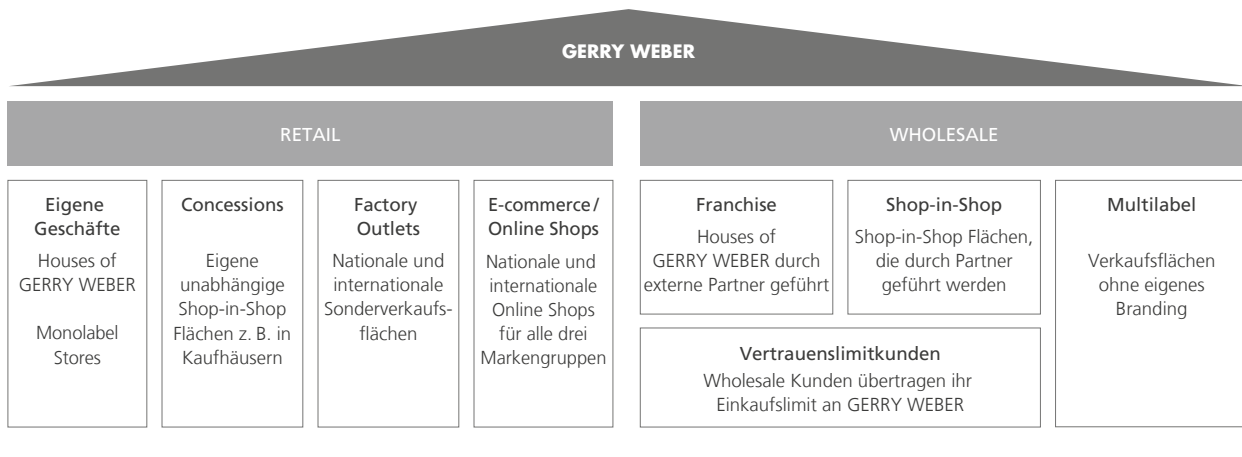 GERRY WEBER
RETAIL
WHOLESALE
Eigene
Geschäfte
Houses of
GERRY WEBER
Monolabel
Stores
Concessions
Eigene
unabhängige
Shop-in-Shop
Flächen z. B. in
Kaufhäusern
Factory
Outlets
Nationale und
internationale
Sonderverkaufs-
flächen
E-commerce/
Online Shops
Nationale und
internationale
Online Shops
für alle drei
Markengruppen
Franchise
Houses of
GERRY WEBER durch
externe Partner geführt
Shop-in-Shop
Shop-in-Shop Flächen,
die durch Partner
geführt werden
Vertrauenslimitkunden
Wholesale Kunden übertragen ihr
Einkaufslimit an GERRY WEBER
Multilabel
Verkaufsflächen
ohne eigenes
Branding